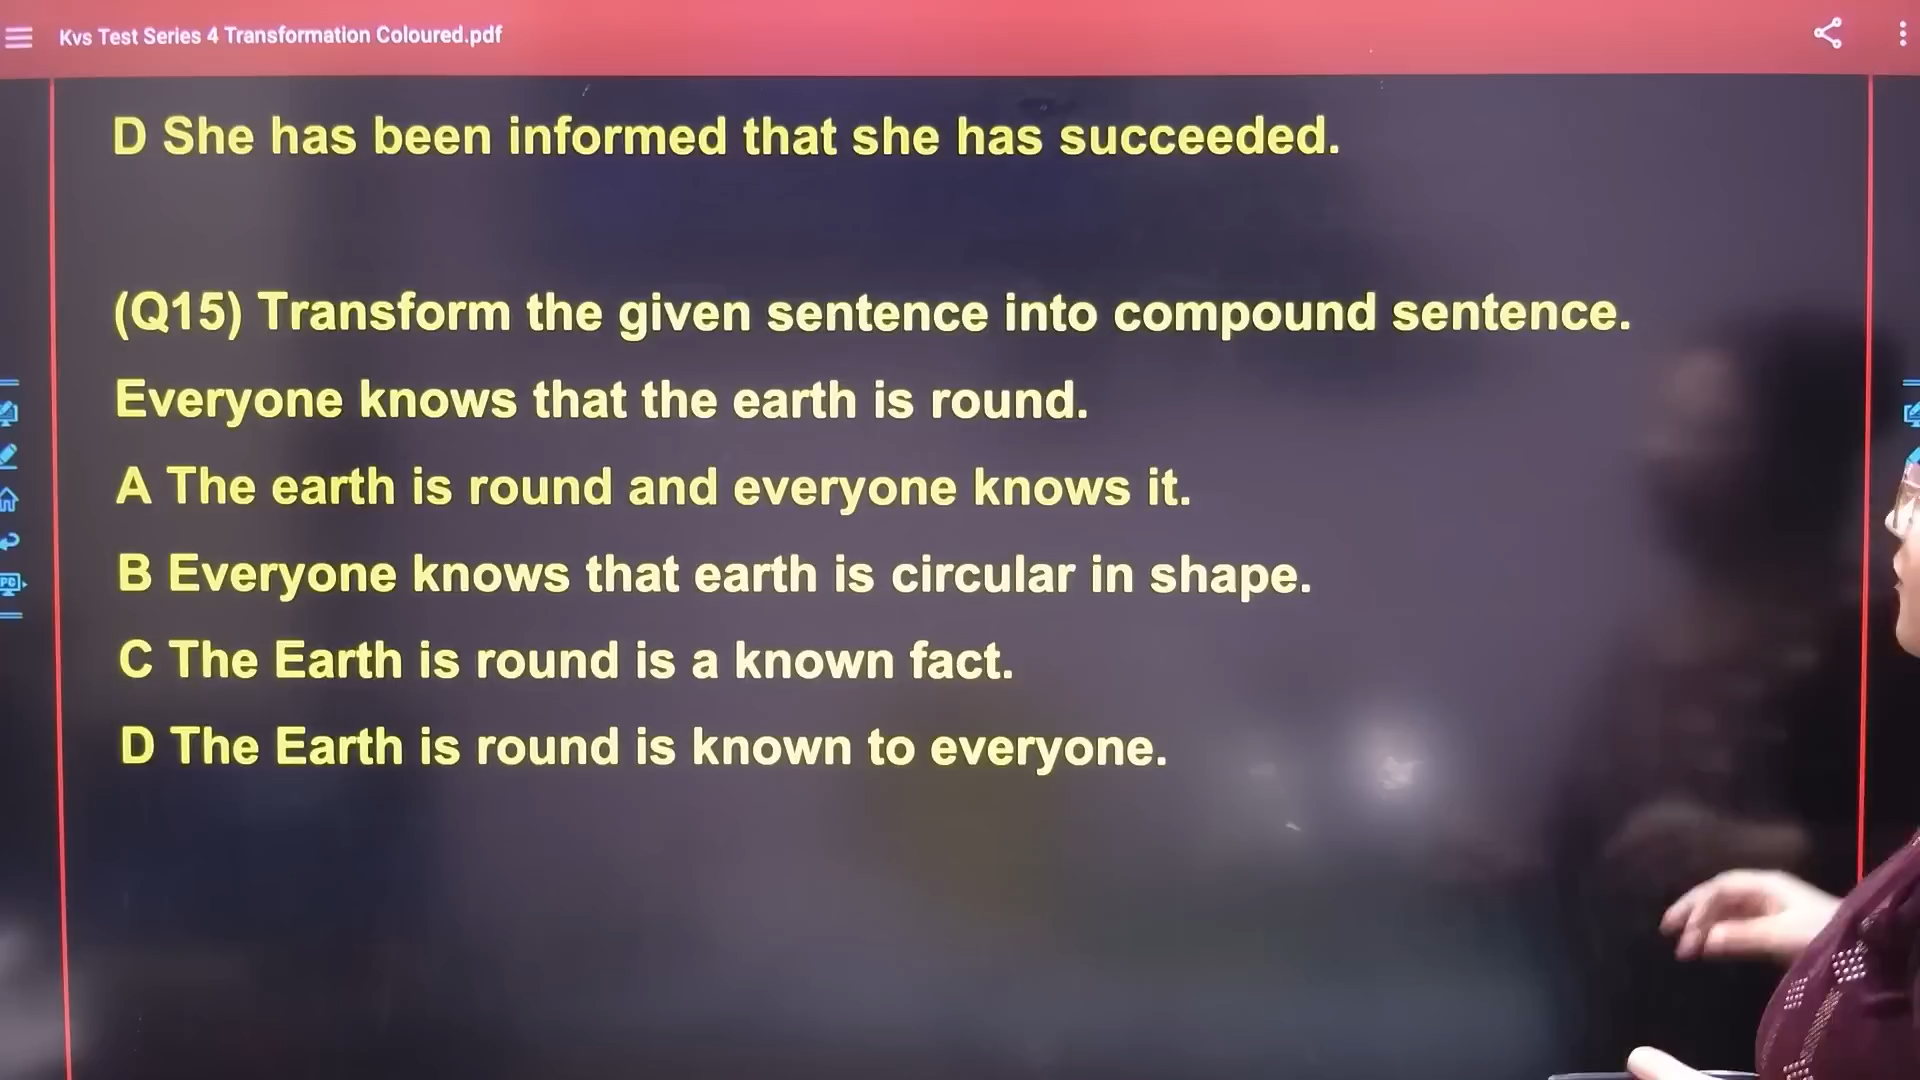 Kvs Test Series 4 Transformation Coloured.pdf
D She has been informed that she has succeeded.
(Q15) Transform the given sentence into compound sentence.
Everyone knows that the earth is round.
A The earth is round and everyone knows it.
B Everyone knows that earth is circular in shape.
C The Earth is round is a known fact.
D The Earth is round is known to everyone.